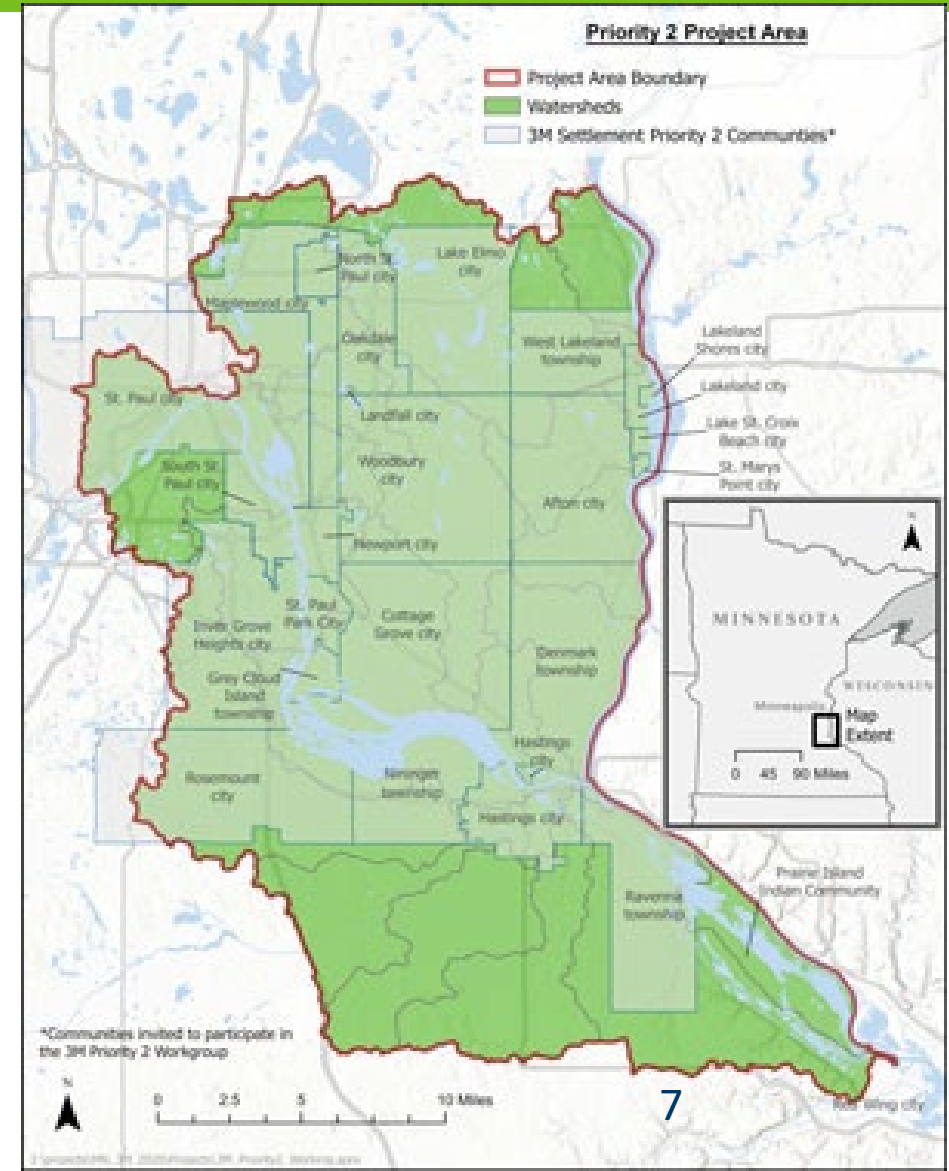 Priority 2 Project Area
Project Area Boundary
Watersheds
3M Settlement Priority 2 Communties*
North St.
Paul city
Lake Elmo
city
Maplewood city
Oakdale
city
West Lakeland
township
Lakeland
Shores city
Lakeland city
St. Paul city
Landfall city
Lake St. Croix
Beach city
South St.
Paul city
Woodbury
city
St. Marys
Point city
Afton city
Newport city
St. Paul
Park City
Cottage
Grove city
Inver Grove
Heights city
Denmark
township
Grey Cloud
Island
township
Hastings
city
Rosemount
city
Nininger
township
Hastings city
Ravenna
township
Prairie Island
Indian Community
Red Wing city
N
MINNESOTA
WISCONSIN
Minneapolis
Map
Extent
0 45 90 Miles
*Communities invited to participate in
the 3M Priority 2 Workgroup
N
0 2.5 5 10 Miles
7